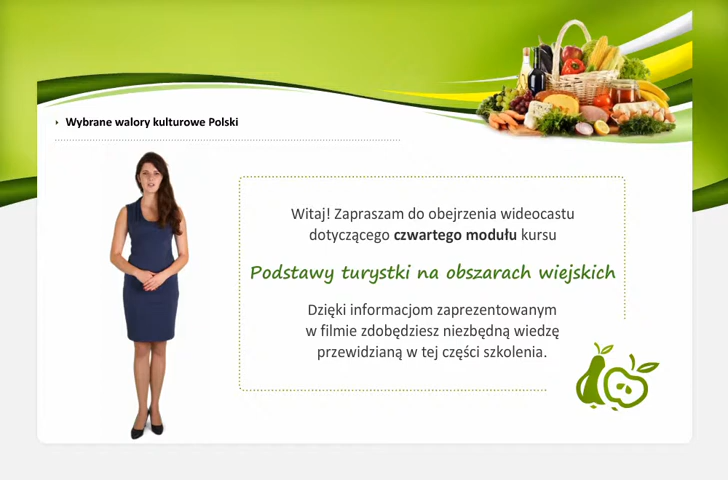 Wybrane walory kulturowe Polski
Witaj! Zapraszam do obejrzenia wideocastu
dotyczącego czwartego modułu kursu
Podstawy turystki na obszarach wiejskich
Dzięki informacjom zaprezentowanym
w filmie zdobędziesz niezbędną wiedzę
przewidzianą w tej części szkolenia.